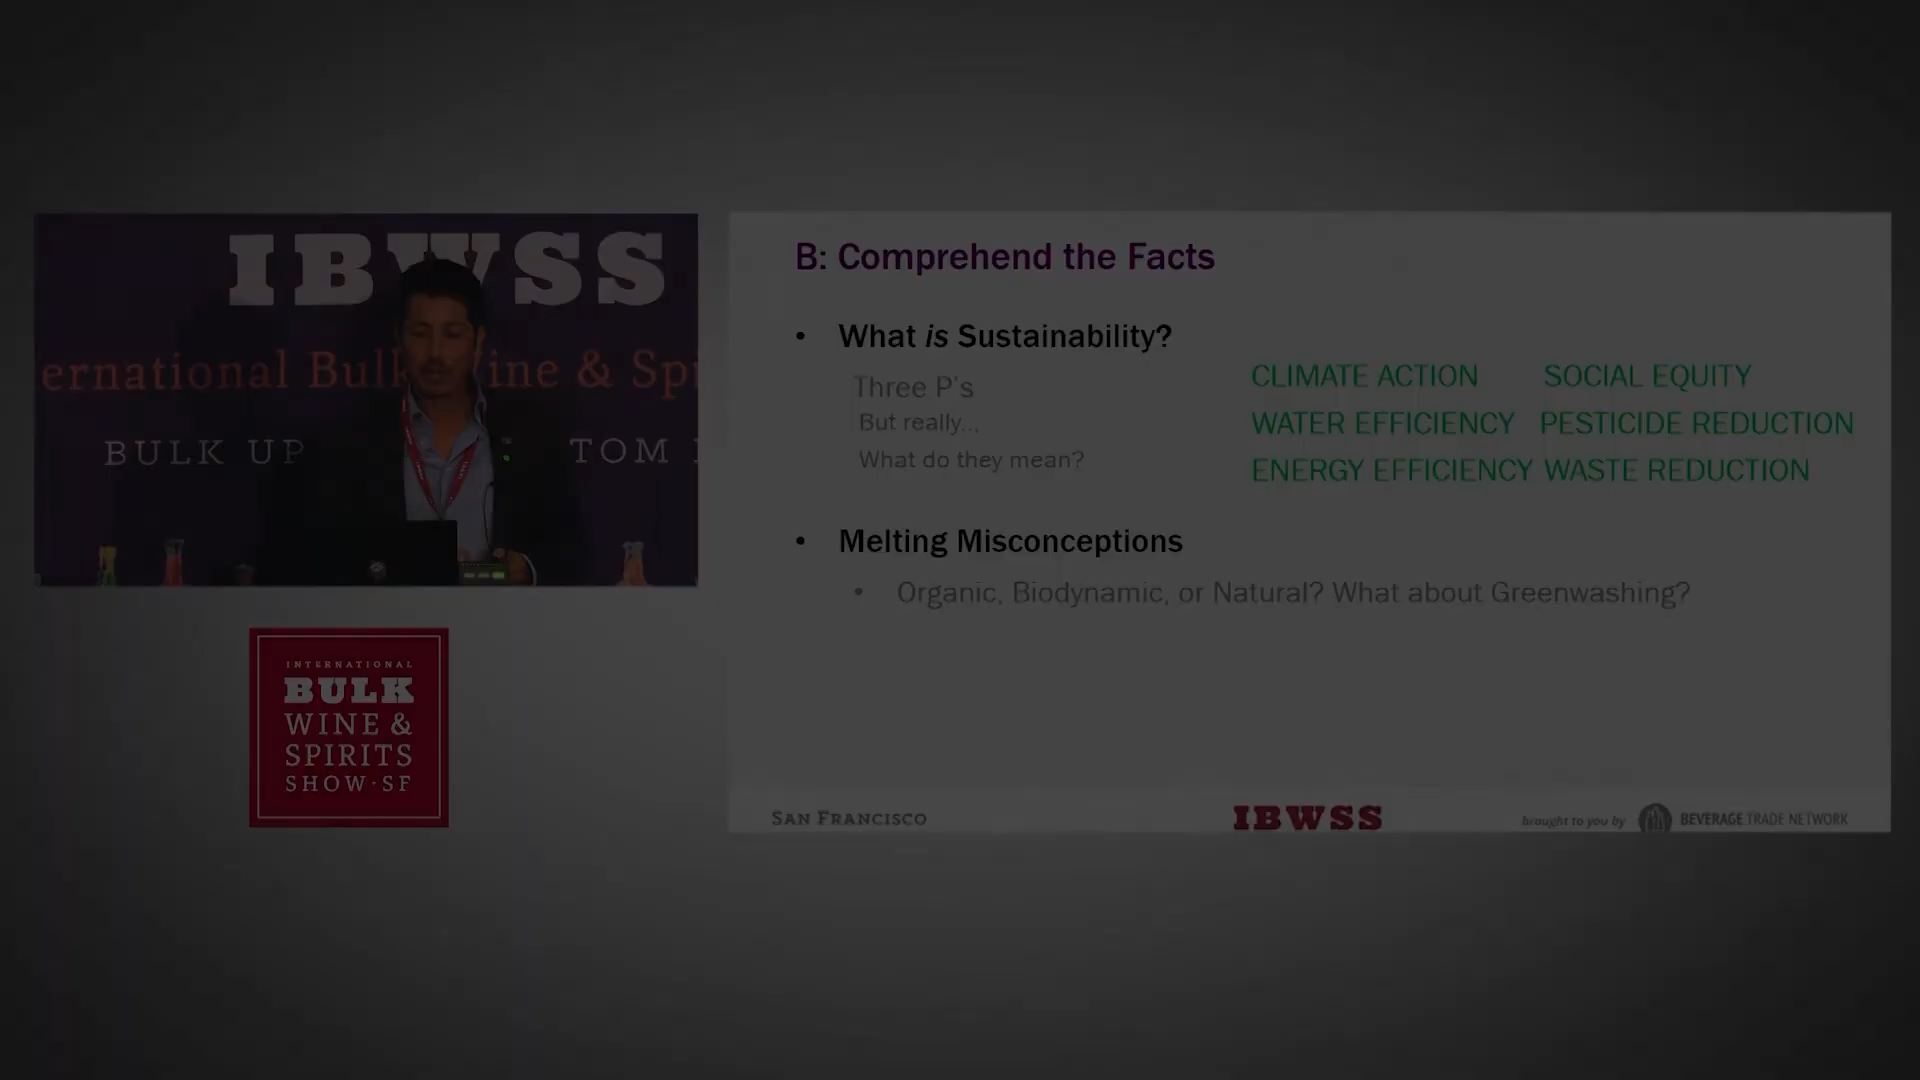 IBWSS
ernational Bulk Wine & Spi
BULK UP
TOM
INTERNATIONAL
BULK
WINE &
SPIRITS
SHOW·SF
B: Comprehend the Facts
• What is Sustainability?
Three P's
But really...
What do they mean?
CLIMATE ACTION SOCIAL EQUITY
WATER EFFICIENCY PESTICIDE REDUCTION
ENERGY EFFICIENCY WASTE REDUCTION
• Melting Misconceptions
• Organic, Biodynamic, or Natural? What about Greenwashing?
SAN FRANCISCO
IBWSS
brought to you by BEVERAGE TRADE NETWORK